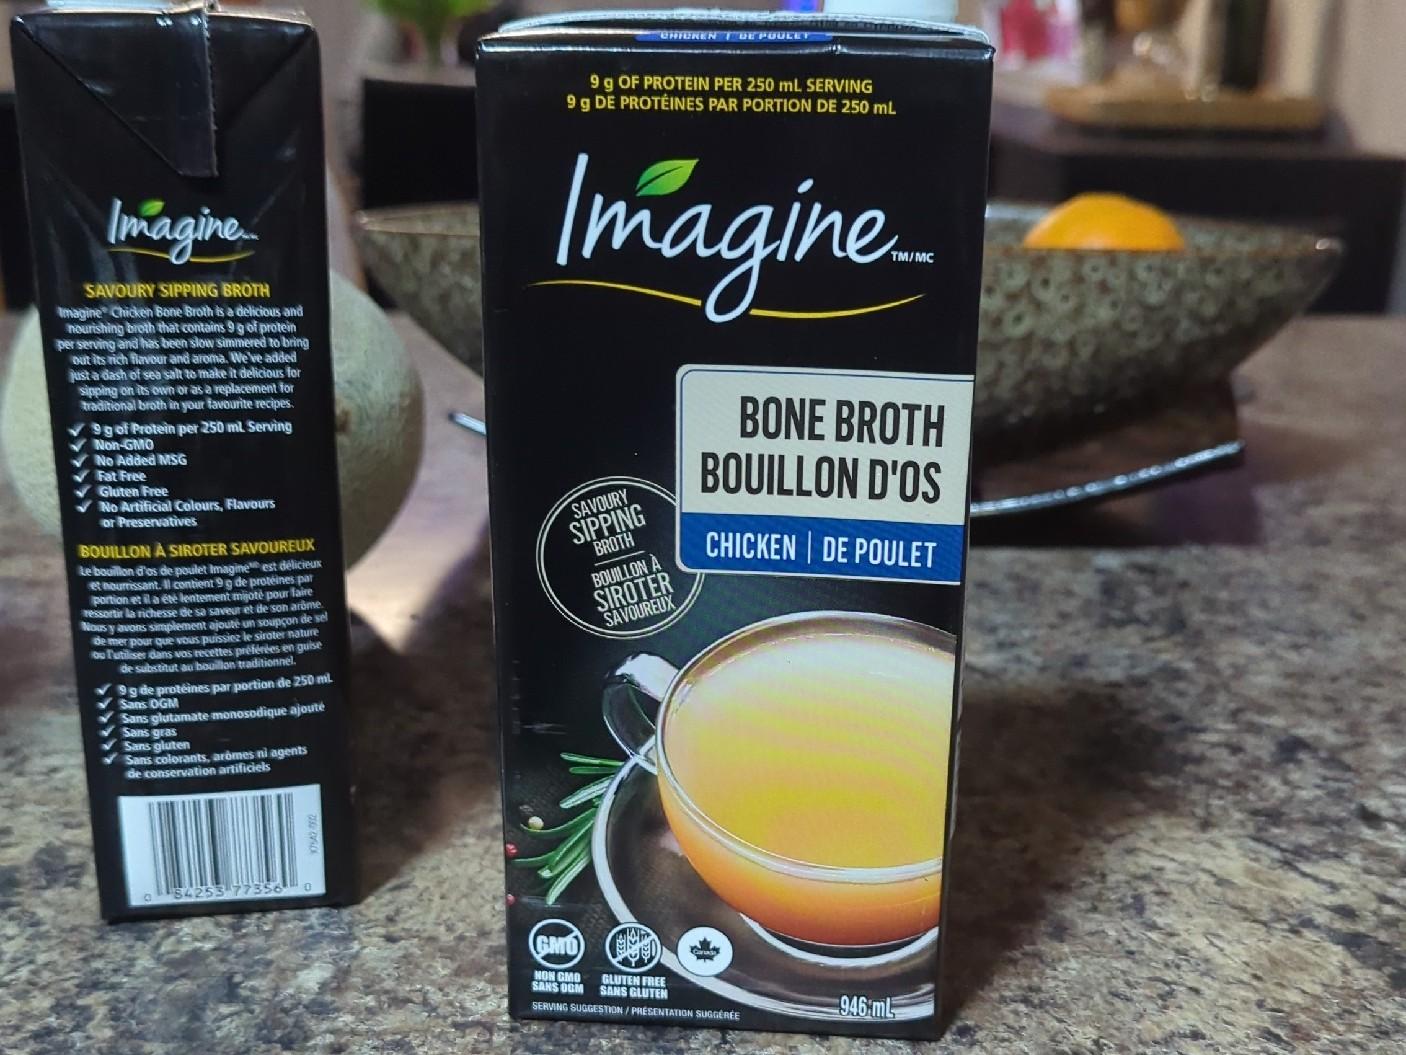 Imagine
SAVOURY SIPPING BROTH
Imagine® Chicken Bone Broth is a delicious and
nourishing broth that contains 9 g of protein
per serving and has been slow simmered to bring
out its rich flavour and aroma. We've added
just a dash of sea salt to make it delicious for
sipping on its own or as a replacement for
traditional broth in your favourite recipes.
✓ 9 g of Protein per 250 mL Serving
✓ Non-GMO
✓ No Added MSG
✓ Fat Free
✓ Gluten Free
✓ No Artificial Colours, Flavours
or Preservatives
BOUILLON À SIROTER SAVOUREUX
Le bouillon d'os de poulet Imagine est délicieux
et nourrissant. Il contient 9 g de protéines par
portion et il a été lentement mijoté pour faire
ressortir la richesse de sa saveur et de son arôme.
Nous y avons simplement ajouté un soupçon de sel
de mer pour que vous puissiez le siroter nature
ou l'utiliser dans vos recettes préférées en guise
de substitut au bouillon traditionnel.
✓ 9 g de protéines par portion de 250 mL
✓ Sans OGM
✓ Sans glutamate monosodique ajouté
✓ Sans gras
✓ Sans gluten
✓ Sans colorants, arômes ni agents
de conservation artificiels
0 84253 77356 0
CHICKEN | DE POULET
9 g OF PROTEIN PER 250 mL SERVING
9 g DE PROTÉINES PAR PORTION DE 250 mL
Imagine TM/MC
BONE BROTH
BOUILLON D'OS
CHICKEN | DE POULET
SAVOURY
SIPPING
BROTH
BOUILLON À
SIROTER
SAVOUREUX
GMO
NON GMO
SANS OGM
GLUTEN FREE
SANS GLUTEN
Canada
SERVING SUGGESTION / PRÉSENTATION SUGGÉRÉE
946 mL